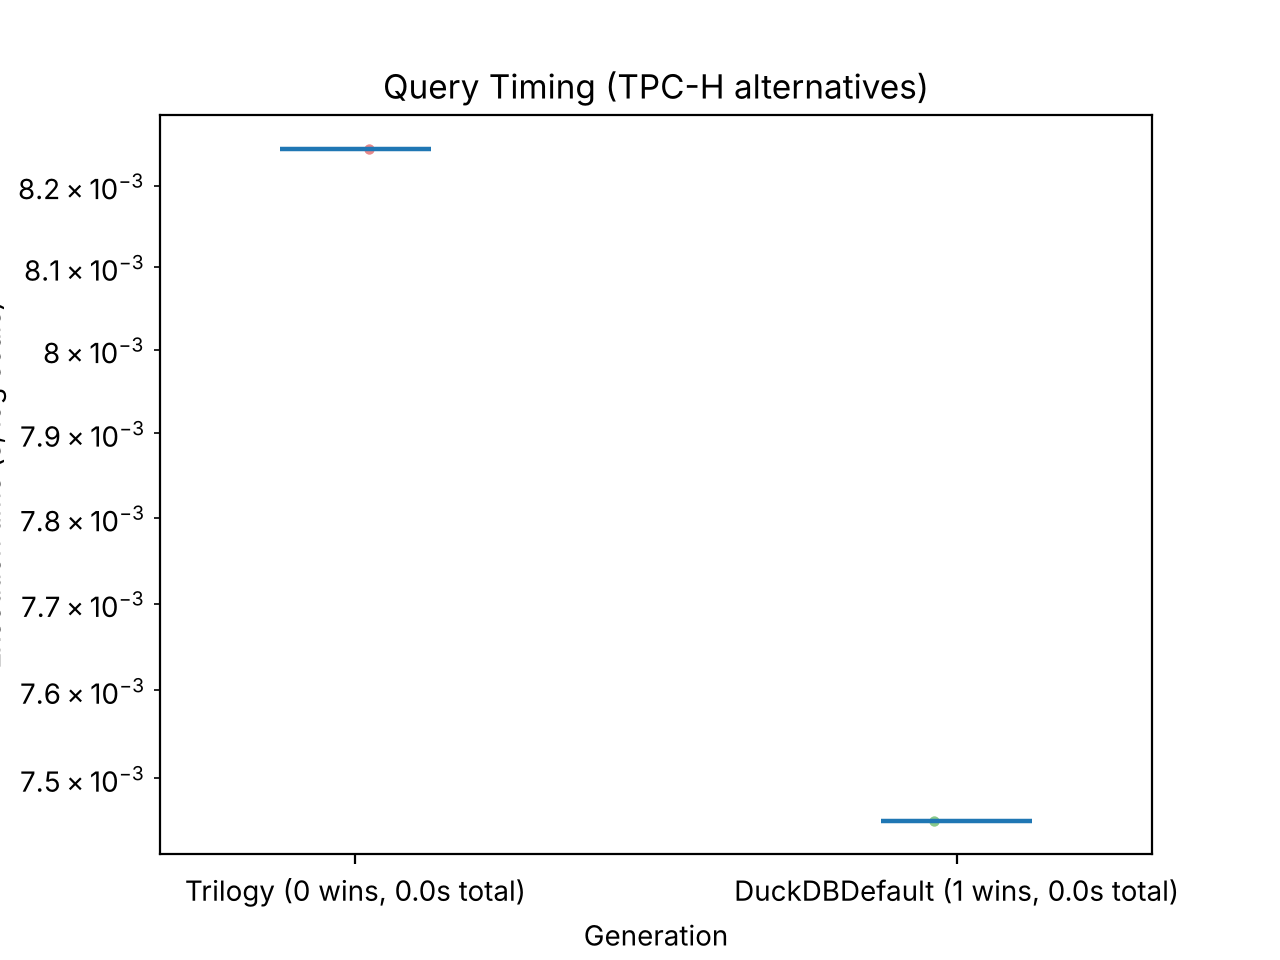 Query Timing (TPC-H alternatives)
8.2 × 10⁻³
8.1 × 10⁻³
8 × 10⁻³
7.9 × 10⁻³
7.8 × 10⁻³
7.7 × 10⁻³
7.6 × 10⁻³
7.5 × 10⁻³
Trilogy (0 wins, 0.0s total)
DuckDBDefault (1 wins, 0.0s total)
Generation